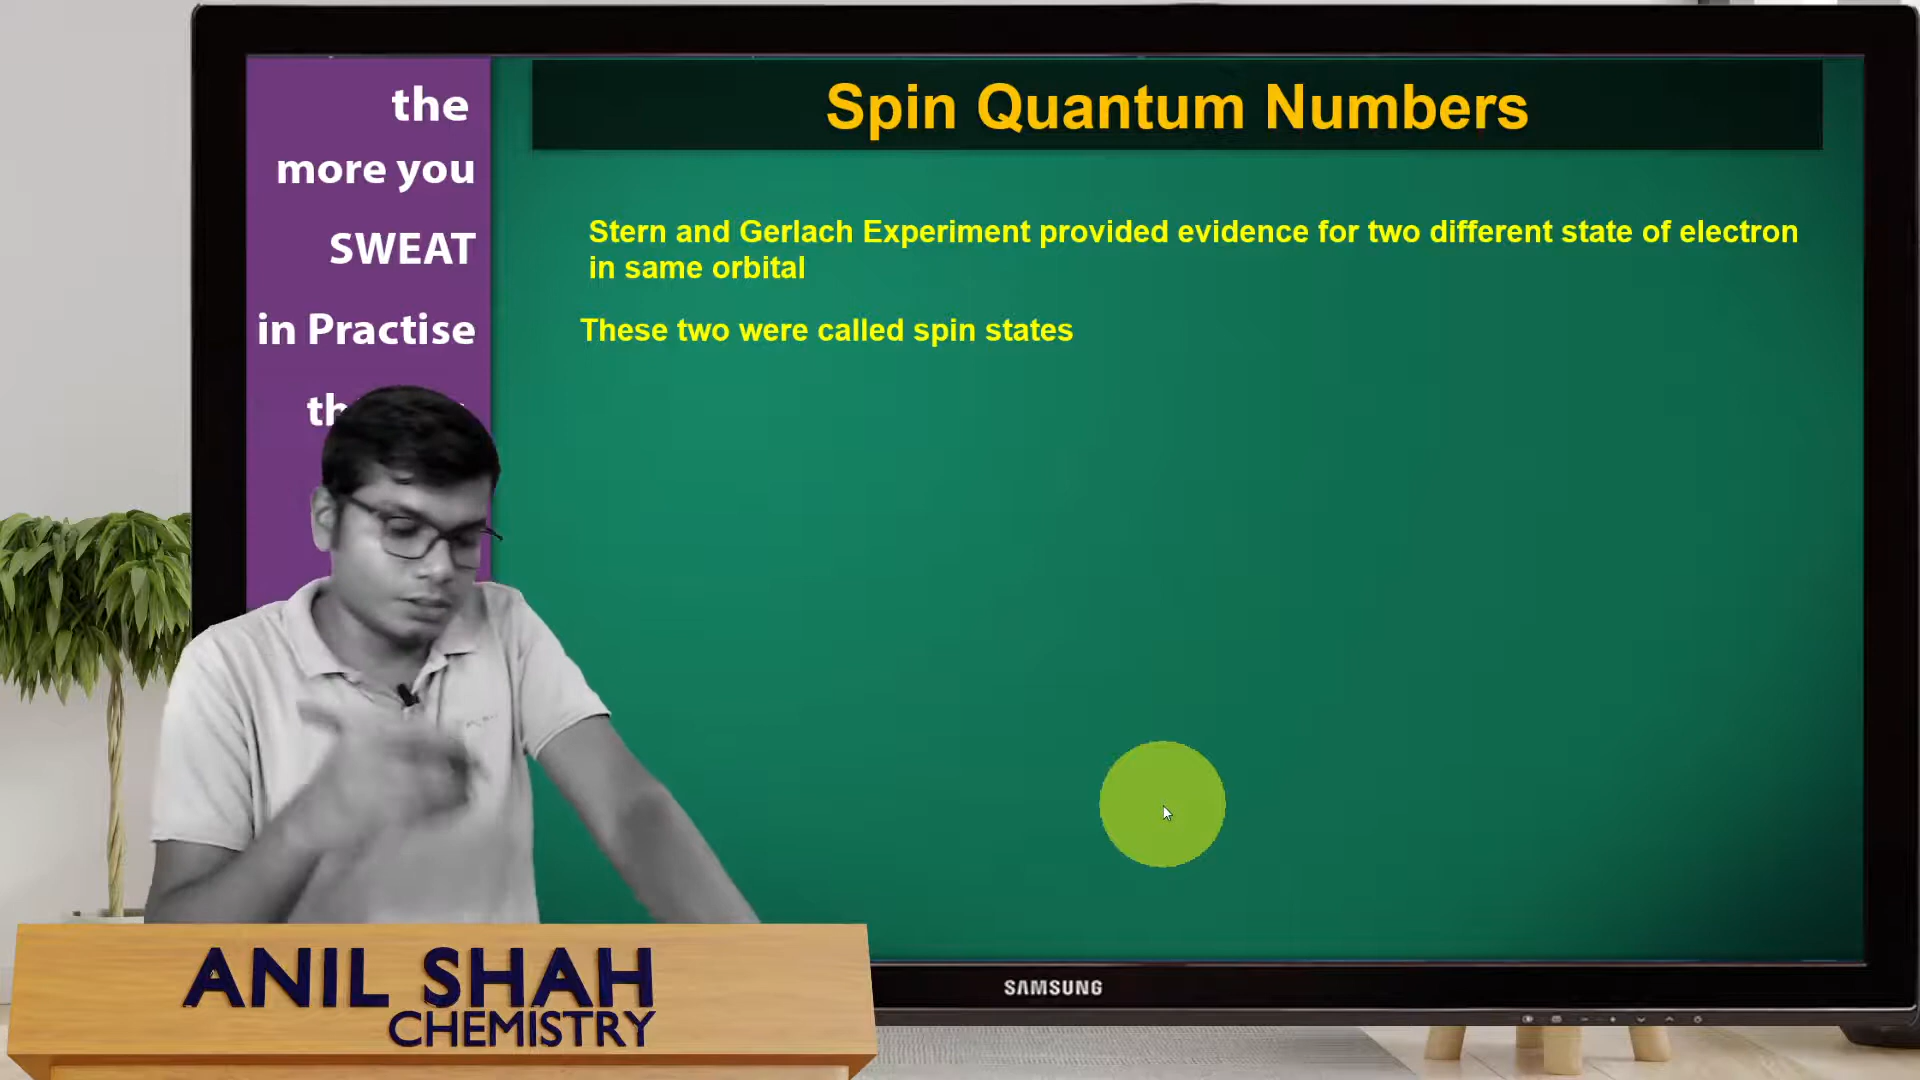 the
more you
SWEAT
in Practise
Spin Quantum Numbers
Stern and Gerlach Experiment provided evidence for two different state of electron
in same orbital
These two were called spin states
SAMSUNG
ANIL SHAH
CHEMISTRY